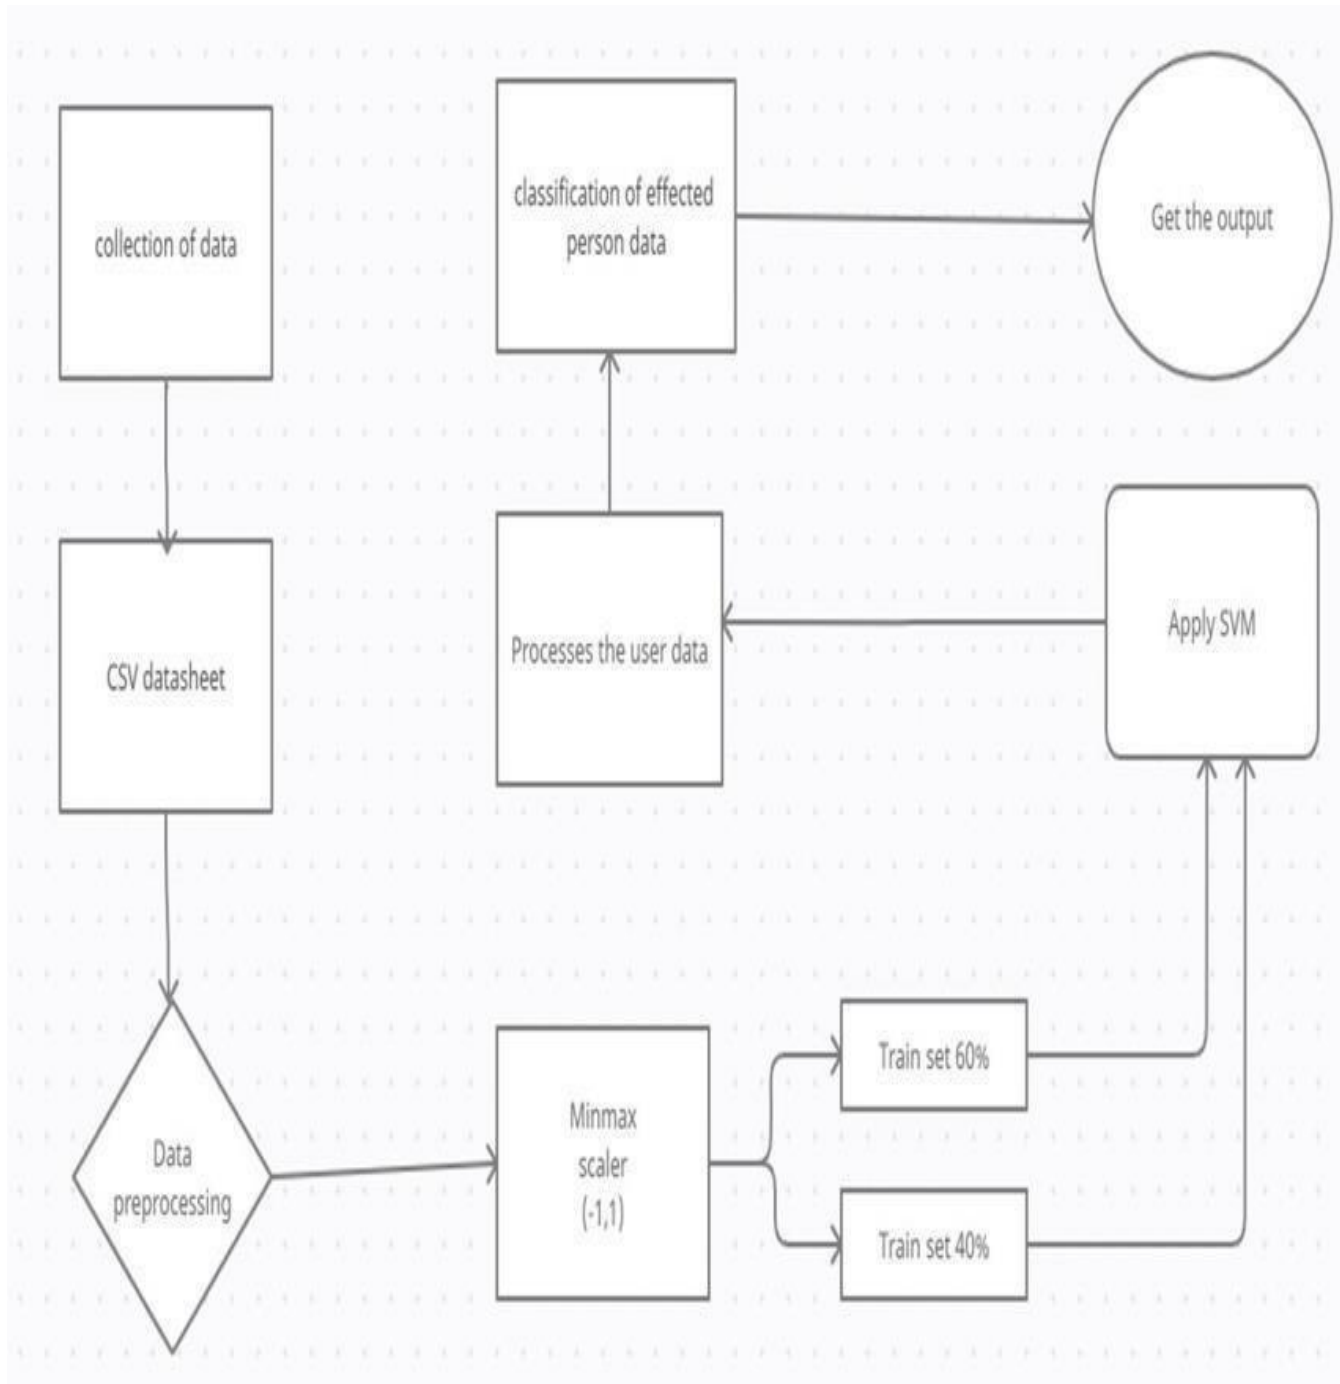 collection of data
CSV datasheet
Data
preprocessing
Minmax
scaler
(-1,1)
Train set 60%
Train set 40%
Apply SVM
Processes the user data
classification of effected
person data
Get the output